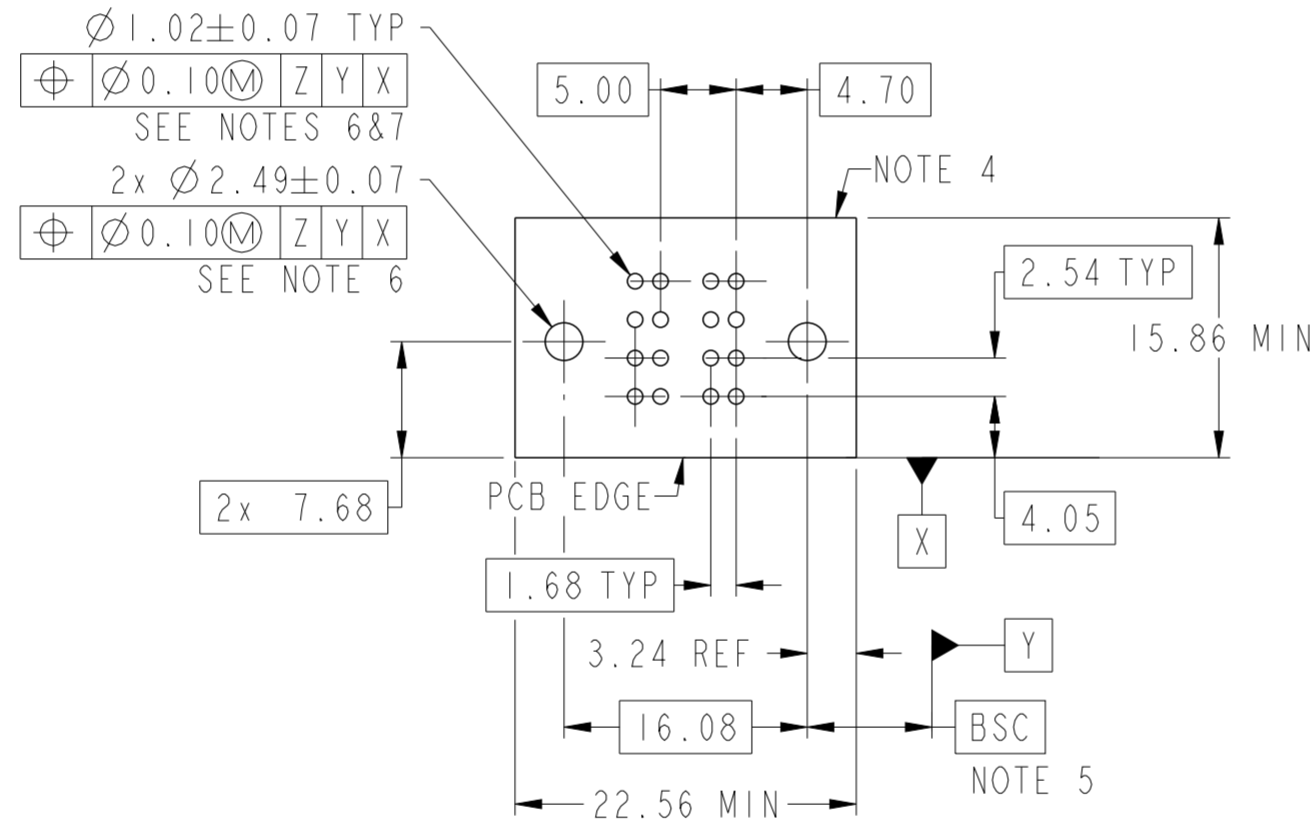 Ø1.02±0.07 TYP
⌖ Ø0.10Ⓜ Z Y X
SEE NOTES 6&7
2x Ø2.49±0.07
⌖ Ø0.10Ⓜ Z Y X
SEE NOTE 6
5.00
4.70
NOTE 4
2.54 TYP
15.86 MIN
2x 7.68
PCB EDGE
X
4.05
1.68 TYP
3.24 REF
Y
16.08
BSC
NOTE 5
22.56 MIN